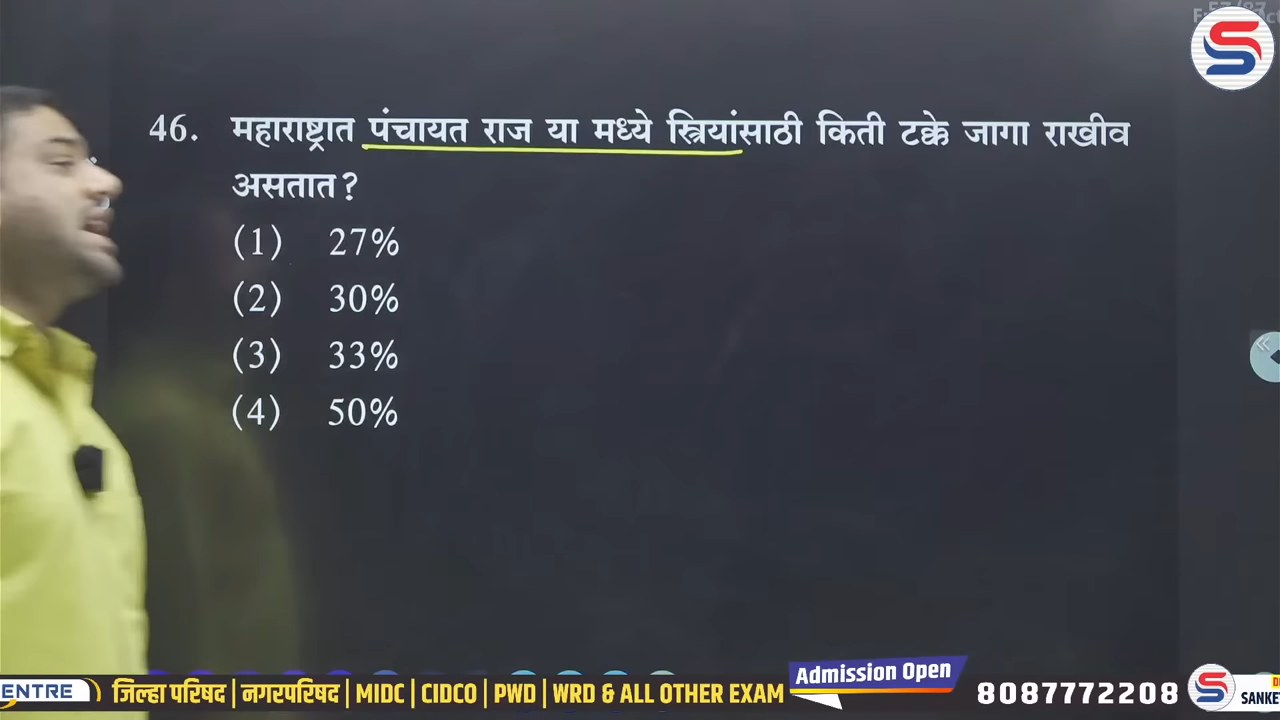 46. महाराष्ट्रात पंचायत राज या मध्ये स्त्रियांसाठी किती टक्के जागा राखीव
असतात?
(1) 27%
(2) 30%
(3) 33%
(4) 50%
Admission Open
ENTRE जिल्हा परिषद | नगरपरिषद | MIDC | CIDCO | PWD | WRD & ALL OTHER EXAM 8087772208 SANKE